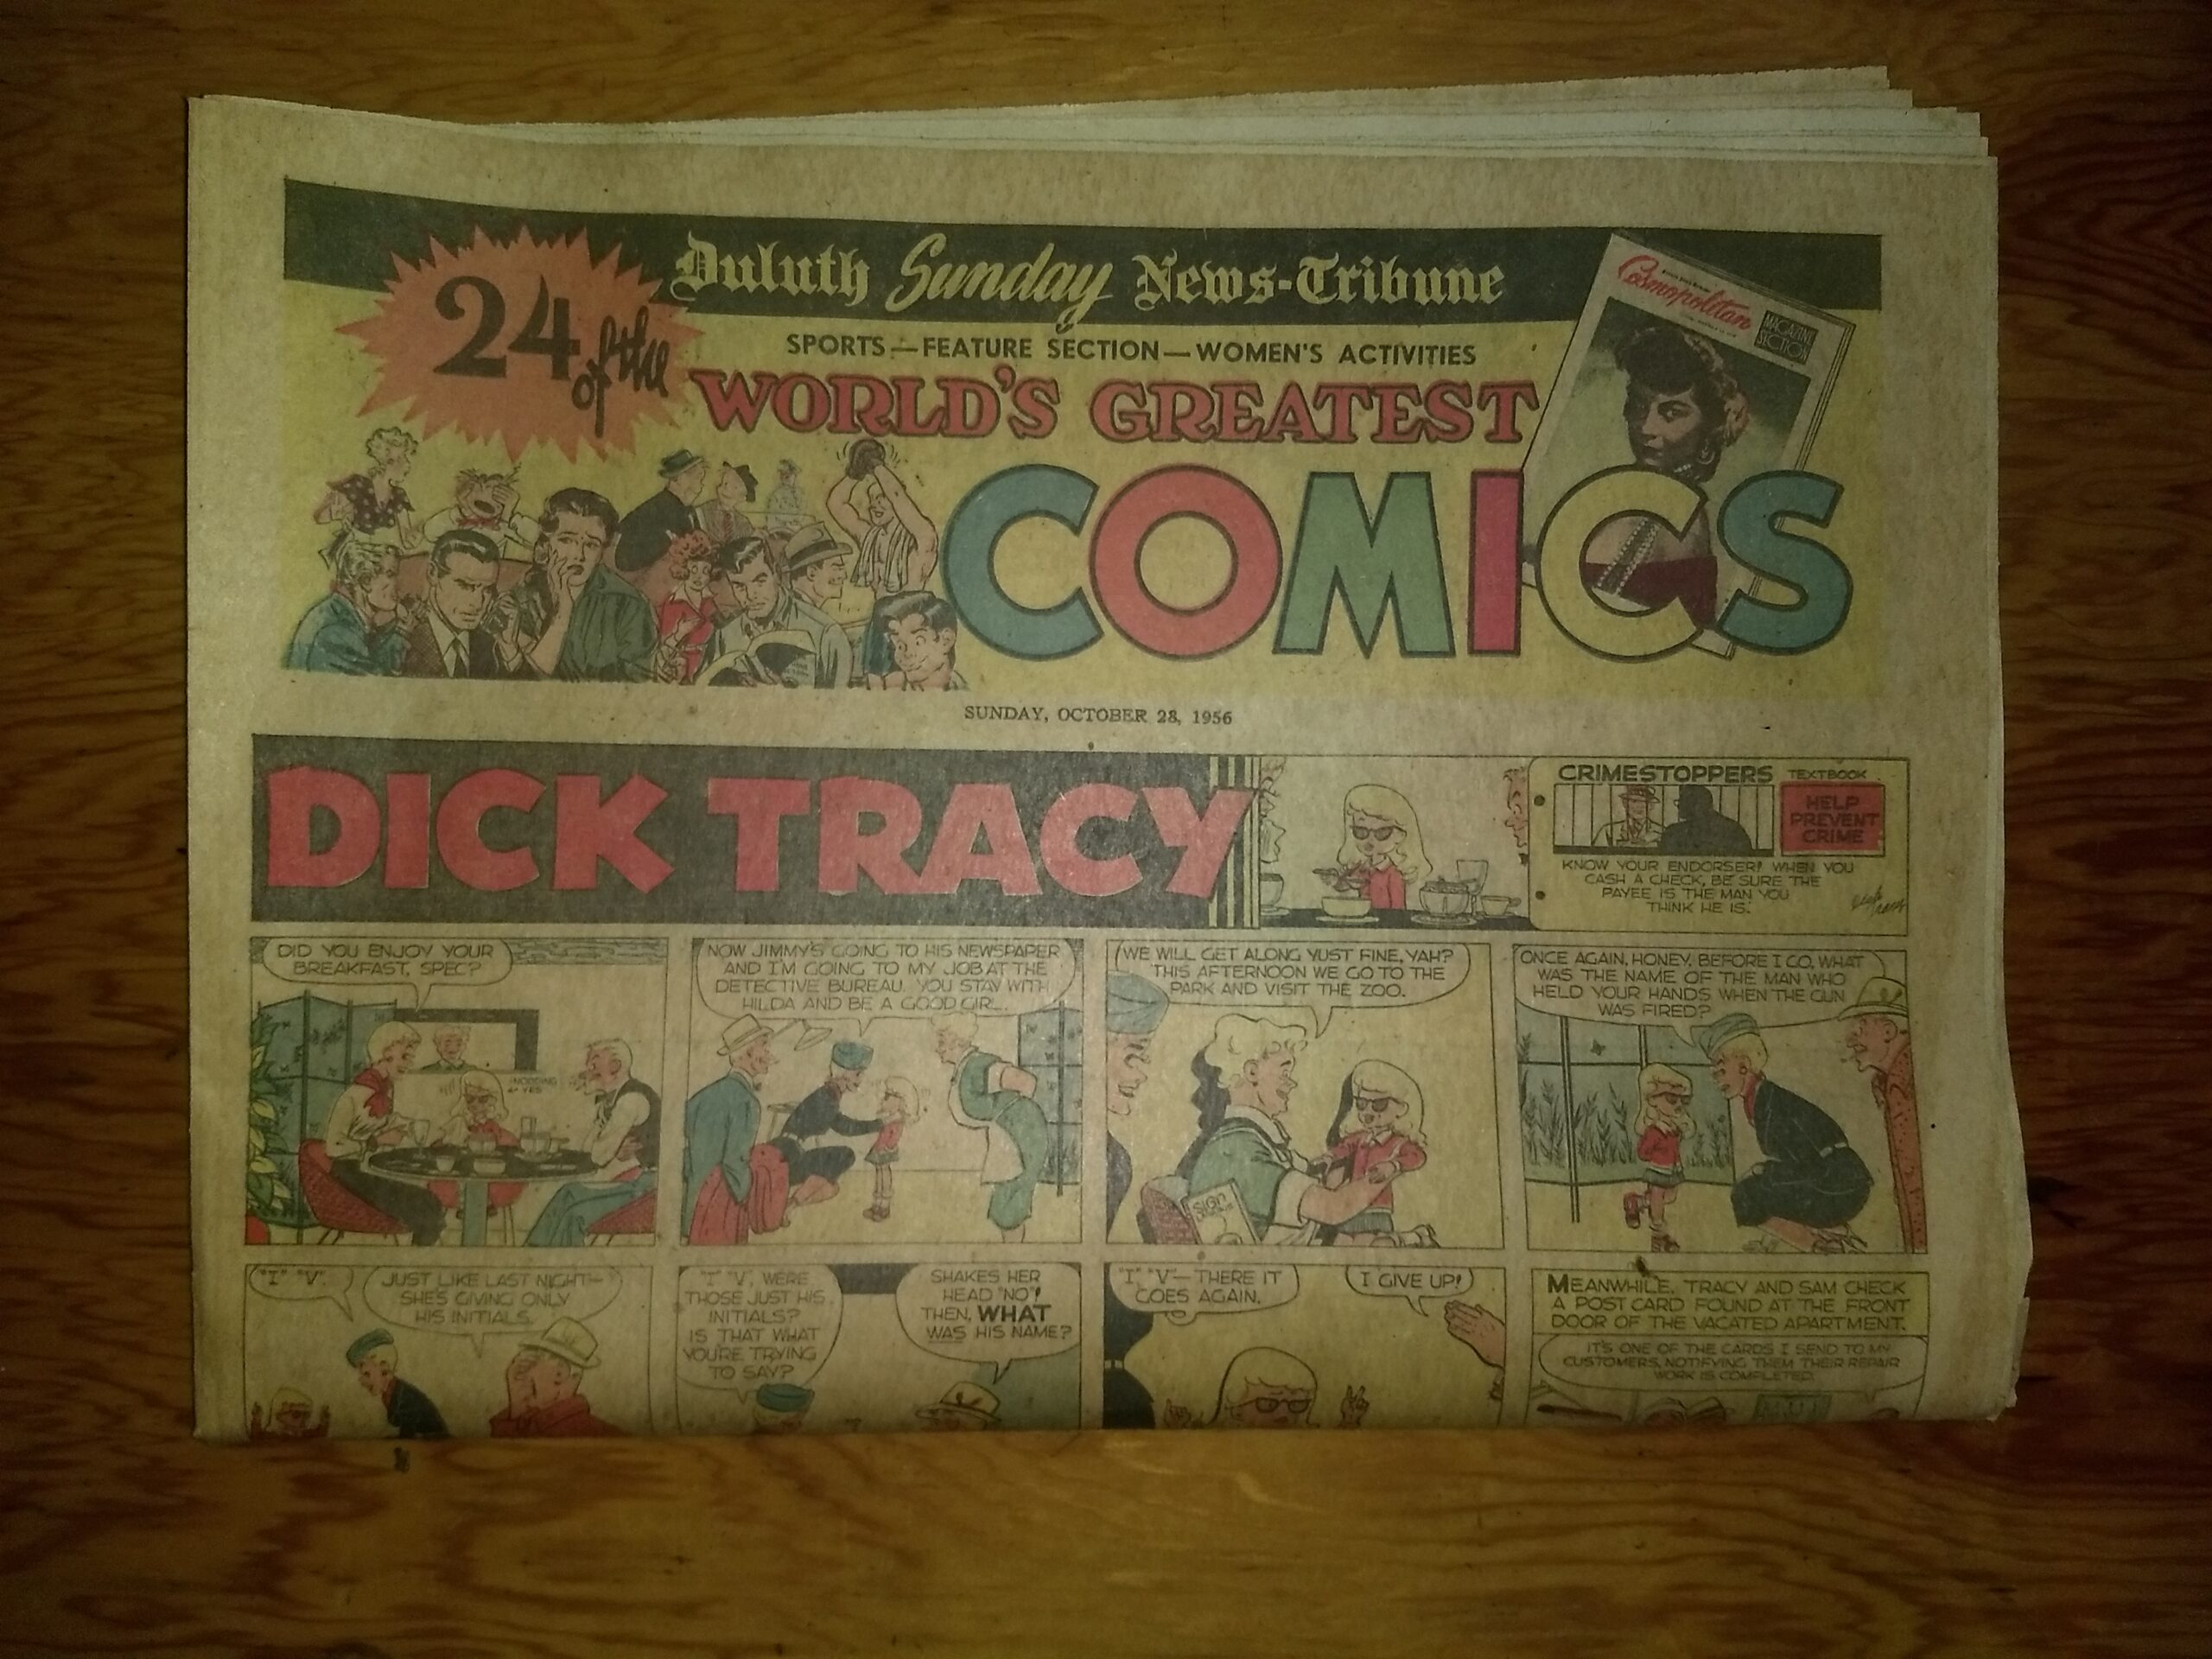 Duluth Sunday News-Tribune
24 of the
SPORTS — FEATURE SECTION — WOMEN'S ACTIVITIES
WORLD'S GREATEST
COMICS
Cosmopolitan
MAGAZINE
SECTION
SUNDAY, OCTOBER 28, 1956
DICK TRACY
CRIMESTOPPERS TEXTBOOK
HELP
PREVENT
CRIME
KNOW YOUR ENDORSER! WHEN YOU
CASH A CHECK, BE SURE THE
PAYEE IS THE MAN YOU
THINK HE IS.
Dick Tracy
DID YOU ENJOY YOUR
BREAKFAST, SPEC?
-NODDING
"YES"
NOW JIMMY'S GOING TO HIS NEWSPAPER
AND I'M GOING TO MY JOB AT THE
DETECTIVE BUREAU. YOU STAY WITH
HILDA AND BE A GOOD GIRL.
WE WILL GET ALONG YUST FINE, YAH?
THIS AFTERNOON WE GO TO THE
PARK AND VISIT THE ZOO.
SIGN
ONCE AGAIN, HONEY. BEFORE I GO, WHAT
WAS THE NAME OF THE MAN WHO
HELD YOUR HANDS WHEN THE GUN
WAS FIRED?
"I" "V".
JUST LIKE LAST NIGHT—
SHE'S GIVING ONLY
HIS INITIALS.
"I" "V", WERE
THOSE JUST HIS
INITIALS?
IS THAT WHAT
YOU'RE TRYING
TO SAY?
SHAKES HER
HEAD "NO"!
THEN, WHAT
WAS HIS NAME?
"I", "V"— THERE IT
GOES AGAIN.
I GIVE UP!
MEANWHILE, TRACY AND SAM CHECK
A POST CARD FOUND AT THE FRONT
DOOR OF THE VACATED APARTMENT.
IT'S ONE OF THE CARDS I SEND TO MY
CUSTOMERS, NOTIFYING THEM THEIR REPAIR
WORK IS COMPLETED.